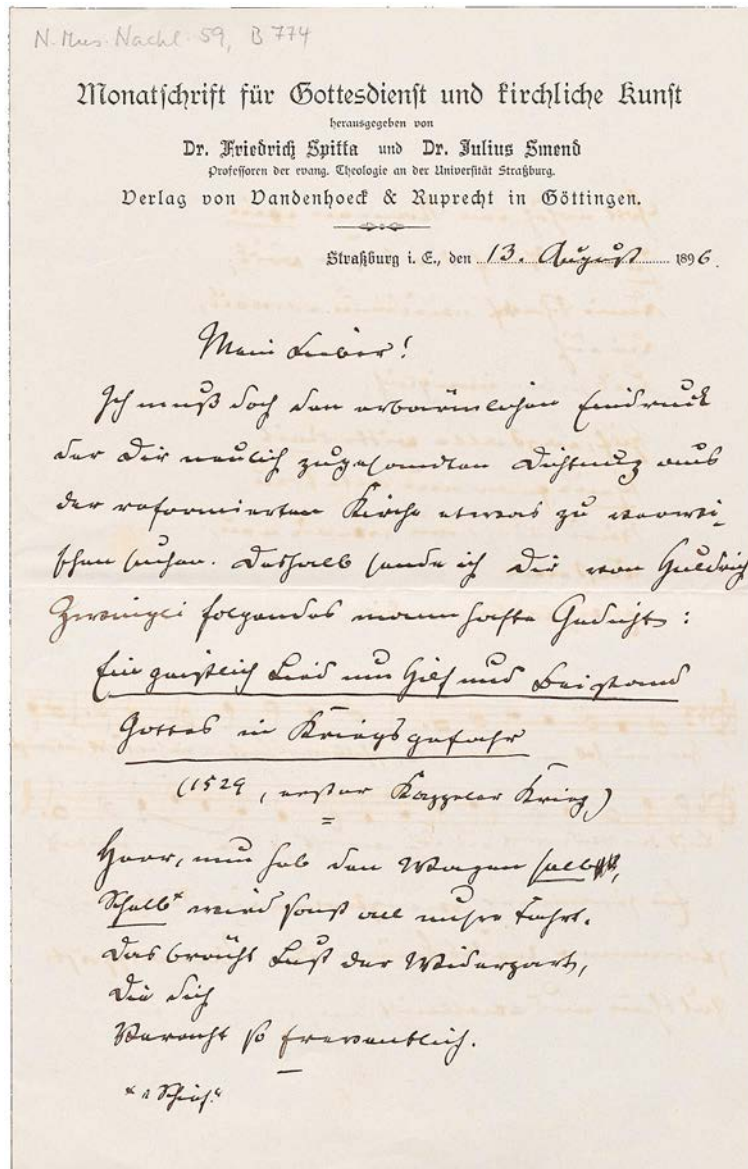 N. Mus. Nachl. 59, B 774
Monatschrift für Gottesdienst und kirchliche Kunst
herausgegeben von
Dr. Friedrich Spitta und Dr. Julius Smend
Professoren der evang. Theologie an der Universität Straßburg.
Verlag von Vandenhoeck & Ruprecht in Göttingen.
Straßburg i. E., den 13. August 1896.
Mein Lieber!
Ich muß doch den erbärmlichen Eindruck
der Dir neulich zugesandten Dichtung aus
der reformierten Kirche etwas zu verwi-
schen suchen. Deshalb sende ich Dir von Huldrich
Zwingli folgendes mannhafte Gedicht:
Ein geistlich Lied um Hilf und Beistand
Gottes in Kriegsgefahr
(1529, erster Kappeler Krieg)
Herr, nun heb den Wagen selb,
Schelb* wird sonst all unsre Fahrt.
Das brächt Lust der Widerpart,
Die dich
Veracht so freventlich.
* „Schief“